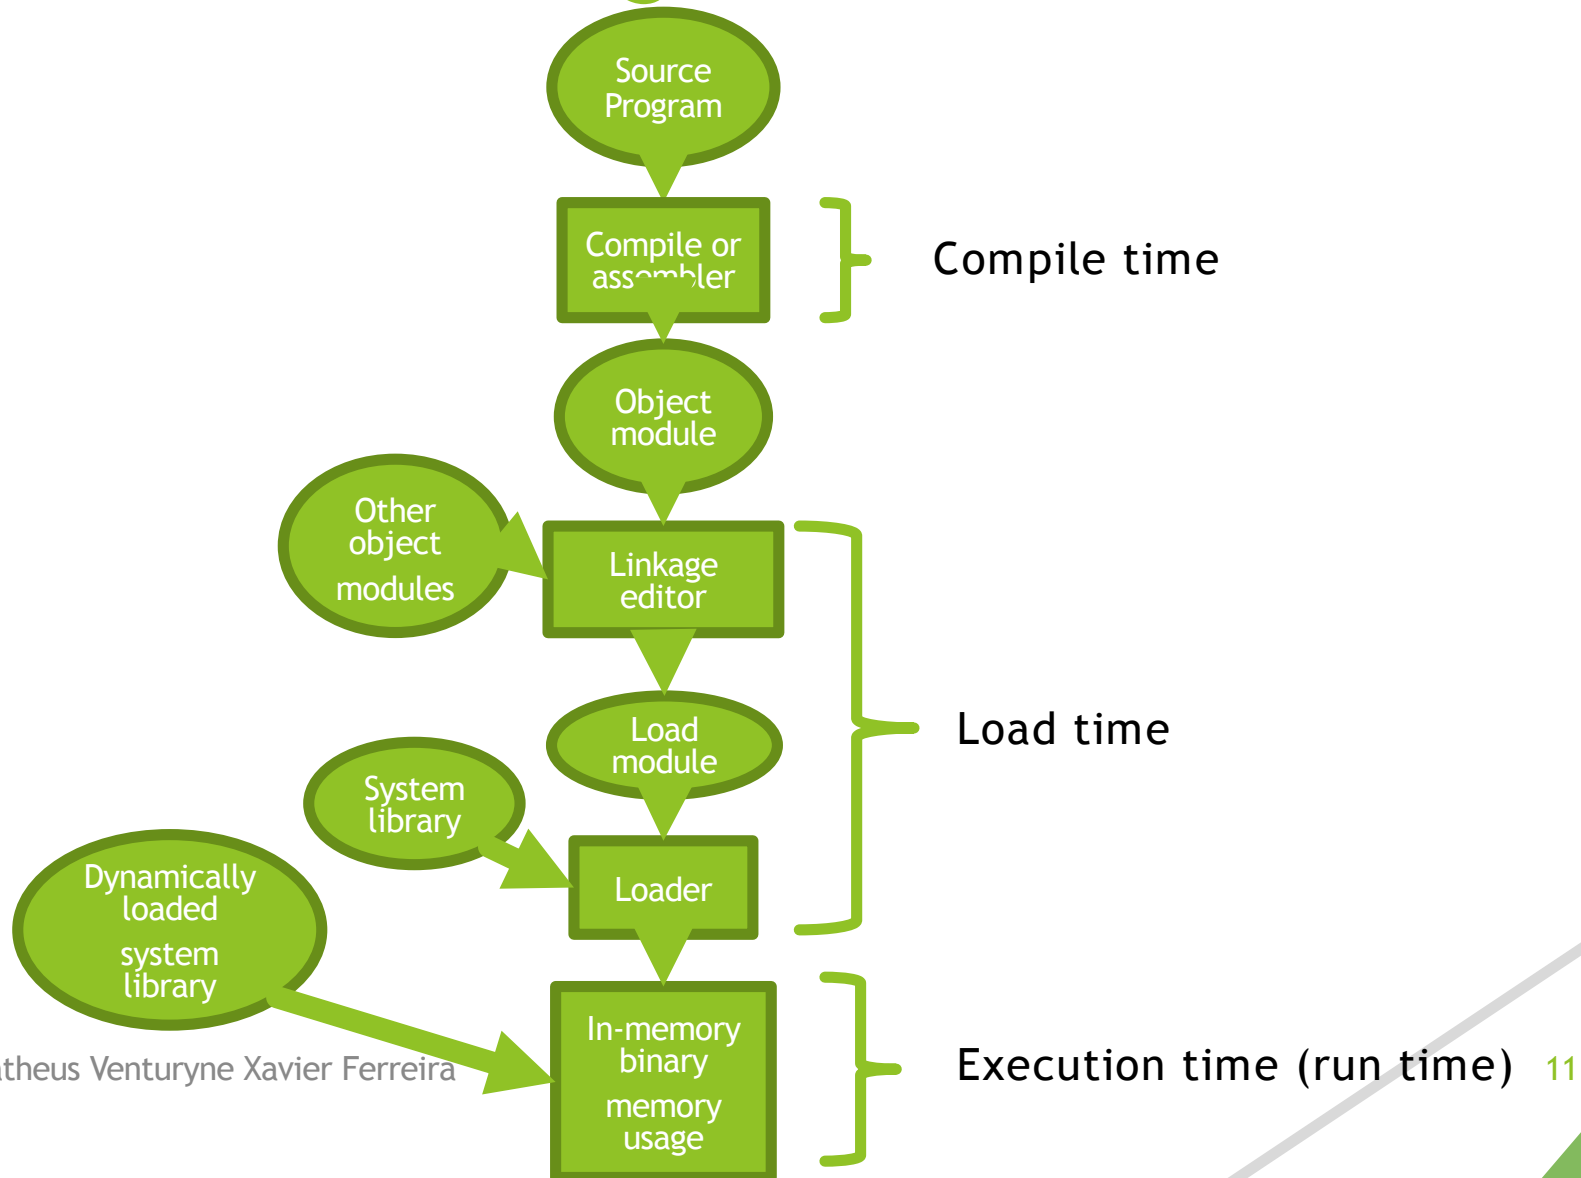 Source
Program
Compile or
assembler
Compile time
Object
module
Other
object
modules
Linkage
editor
Load time
Load
module
System
library
Loader
Dynamically
loaded
system
library
In-memory
binary
memory
usage
Execution time (run time)
Venturyne Xavier Ferreira
11